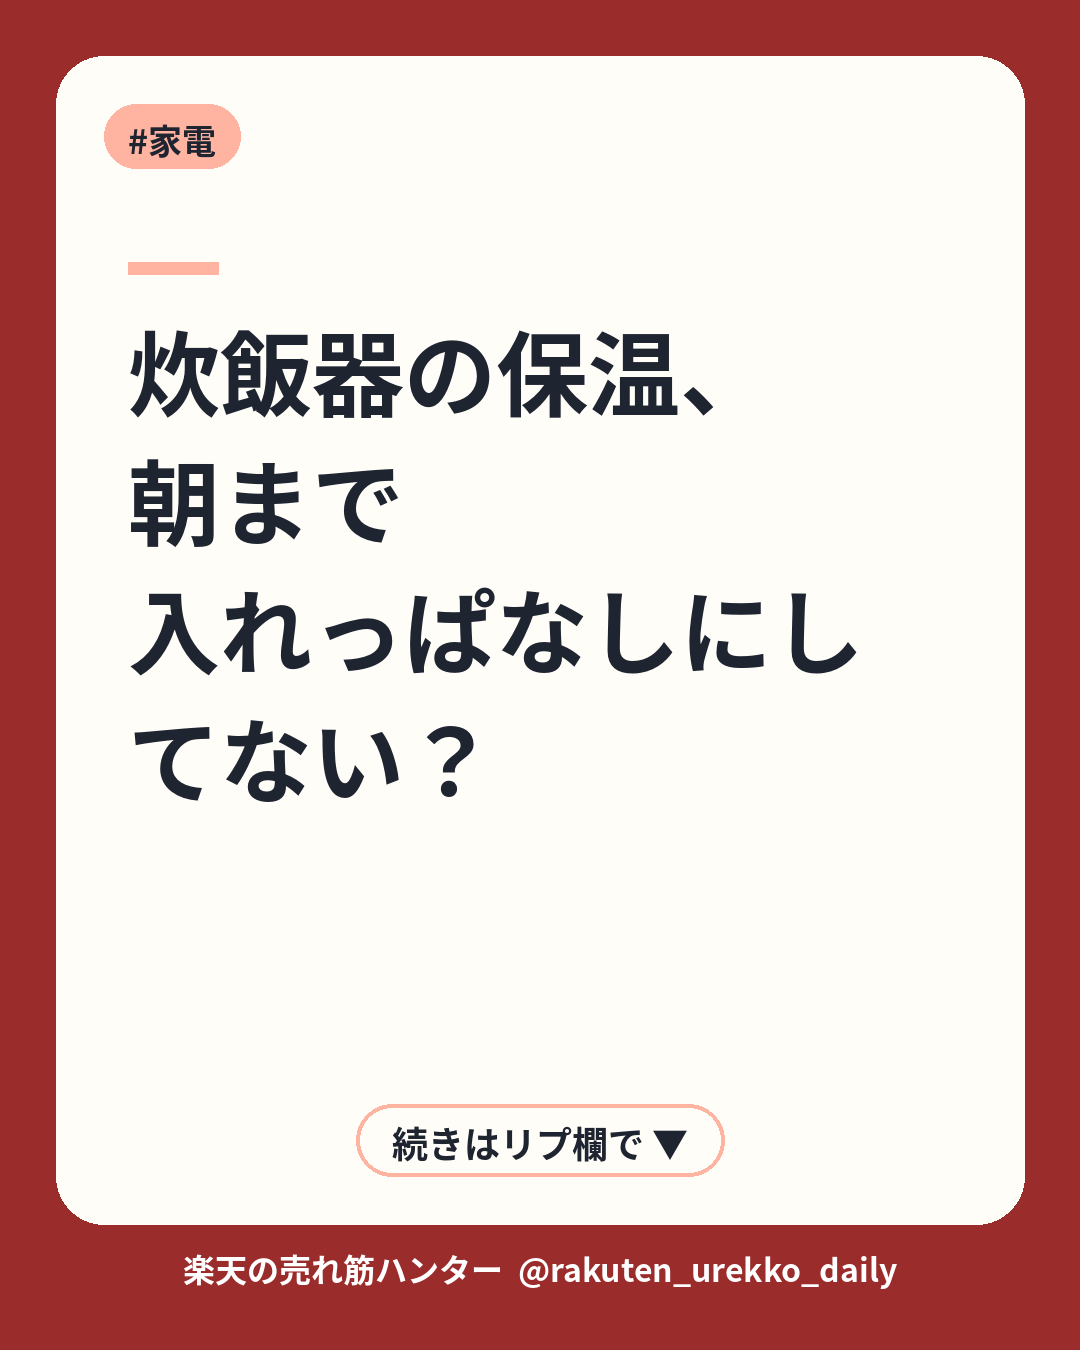 #家電
炊飯器の保温、
朝まで
入れっぱなしにし
てない？
続きはリプ欄で ▼
楽天の売れ筋ハンター @rakuten_urekko_daily